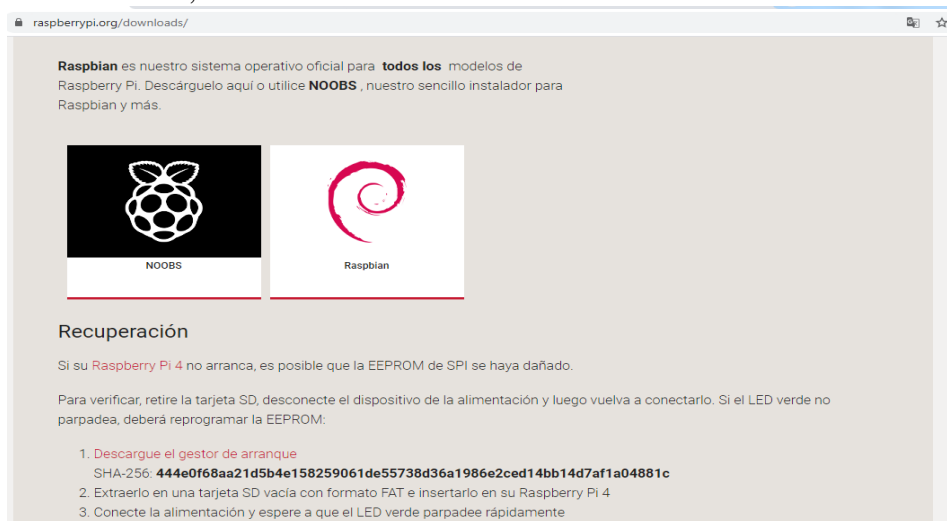 raspberrypi.org/downloads/
Raspbian es nuestro sistema operativo oficial para todos los modelos de
Raspberry Pi. Descárguelo aquí o utilice NOOBS , nuestro sencillo instalador para
Raspbian y más.
NOOBS
Raspbian
Recuperación
Si su Raspberry Pi 4 no arranca, es posible que la EEPROM de SPI se haya dañado.
Para verificar, retire la tarjeta SD, desconecte el dispositivo de la alimentación y luego vuelva a conectarlo. Si el LED verde no
parpadea, deberá reprogramar la EEPROM:
1. Descargue el gestor de arranque
SHA-256: 444e0f68aa21d5b4e158259061de55738d36a1986e2ced14bb14d7af1a04881c
2. Extraerlo en una tarjeta SD vacía con formato FAT e insertarlo en su Raspberry Pi 4
3. Conecte la alimentación y espere a que el LED verde parpadee rápidamente